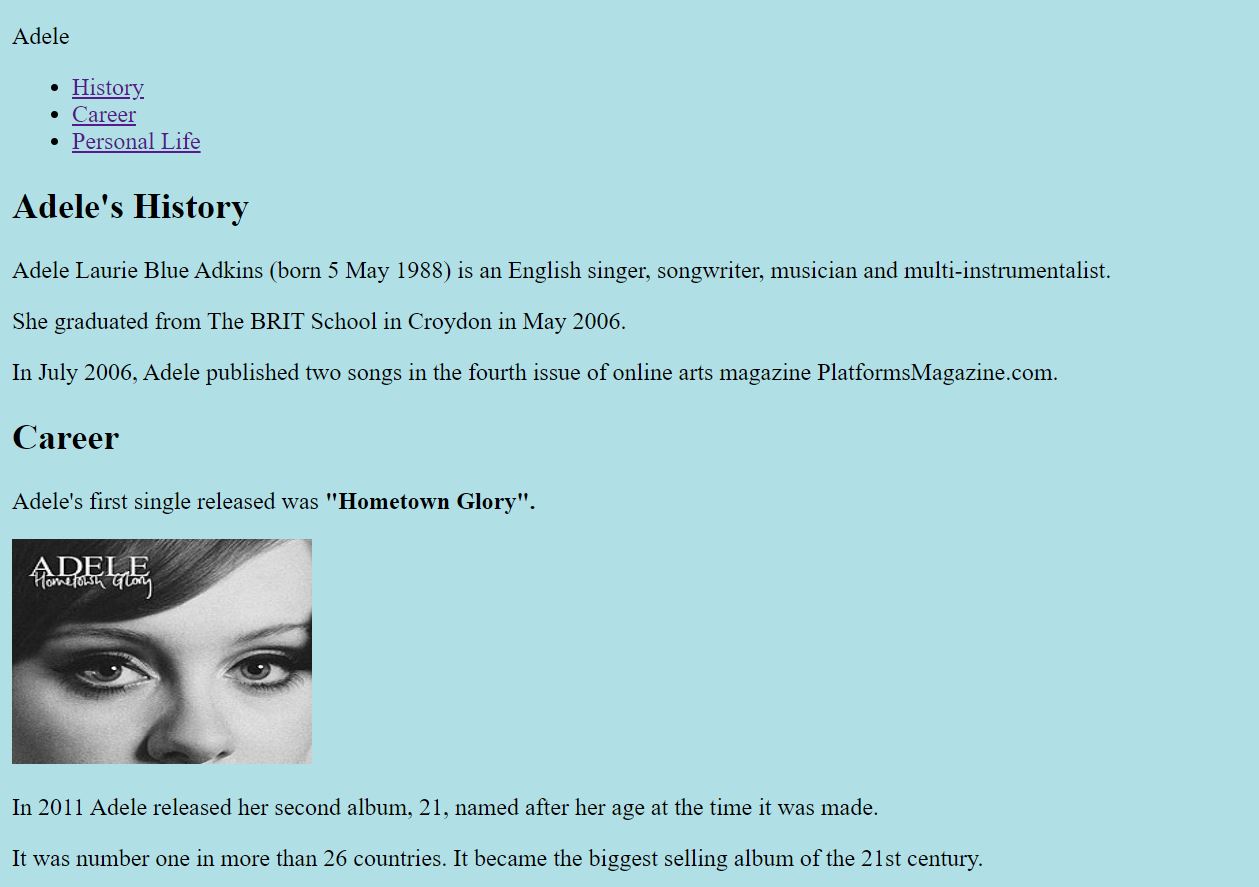 Adele
History
Career
Personal Life
Adele's History
Adele Laurie Blue Adkins (born 5 May 1988) is an English singer, songwriter, musician and multi-instrumentalist.
She graduated from The BRIT School in Croydon in May 2006.
In July 2006, Adele published two songs in the fourth issue of online arts magazine PlatformsMagazine.com.
Career
Adele's first single released was "Hometown Glory".
ADELE
Hometown Glory
In 2011 Adele released her second album, 21, named after her age at the time it was made.
It was number one in more than 26 countries. It became the biggest selling album of the 21st century.